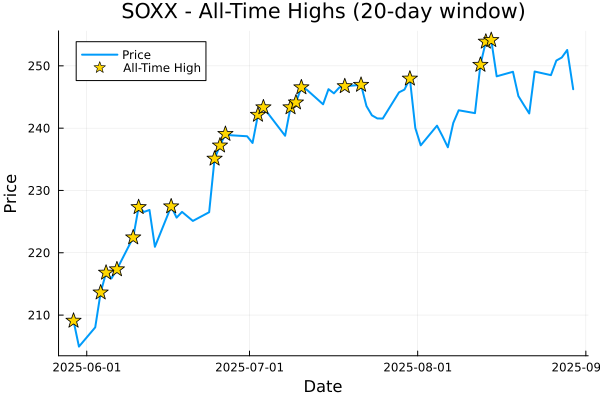 SOXX - All-Time Highs (20-day window)
Price
All-Time High
Price
250
240
230
220
210
2025-06-01
2025-07-01
2025-08-01
2025-09
Date